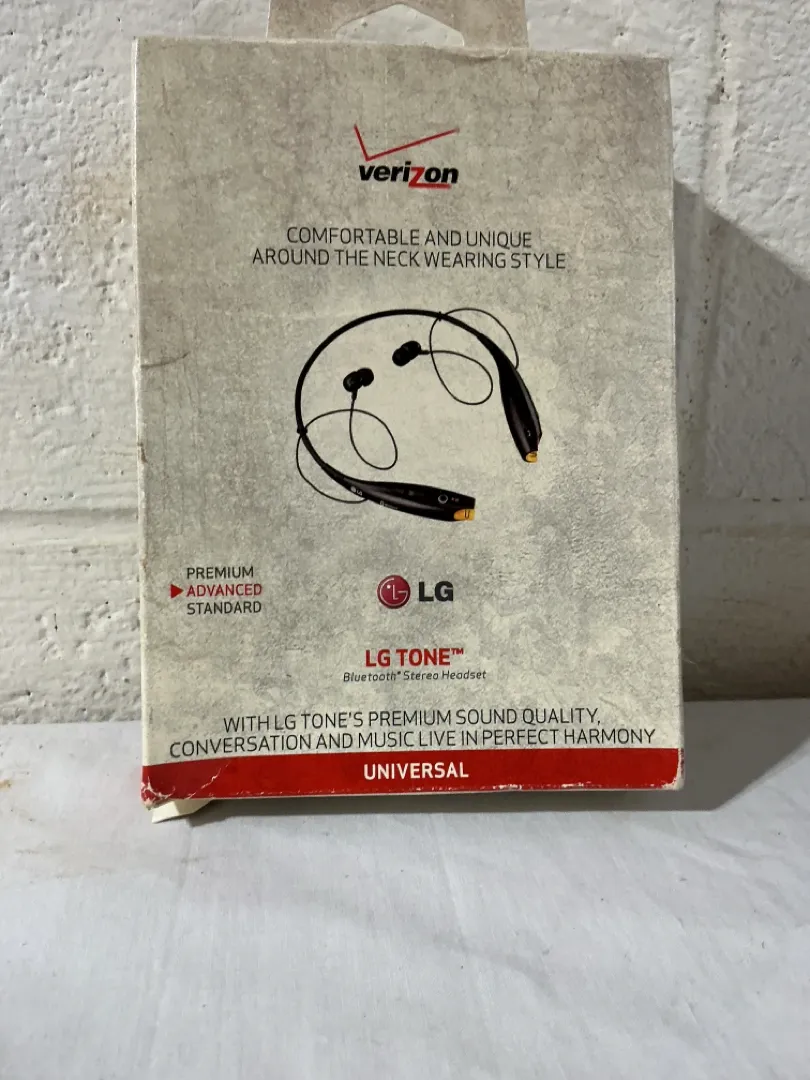 verizon
COMFORTABLE AND UNIQUE
AROUND THE NECK WEARING STYLE
PREMIUM
ADVANCED
STANDARD
LG
LG TONE™
Bluetooth® Stereo Headset
WITH LG TONE'S PREMIUM SOUND QUALITY,
CONVERSATION AND MUSIC LIVE IN PERFECT HARMONY
UNIVERSAL